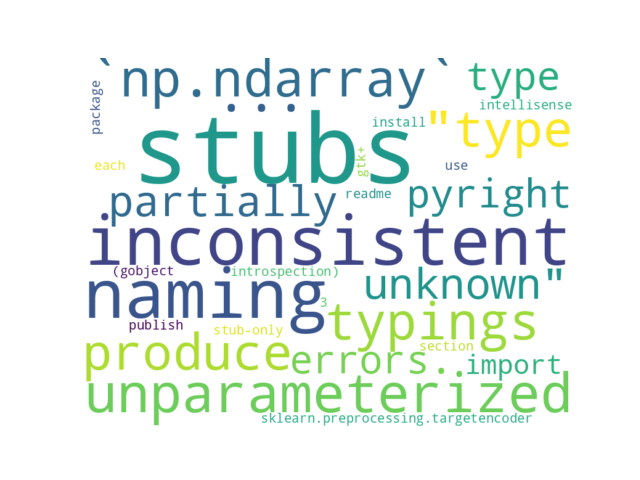 `np.ndarray` type
package
intellisense
...
install "type
stubs
gtk+
each use
partially readme pyright
inconsistent
(gobject introspection) unknown"
naming 3
publish typings
stub-only
produce errors.. section import
unparameterized
sklearn.preprocessing.targetencoder